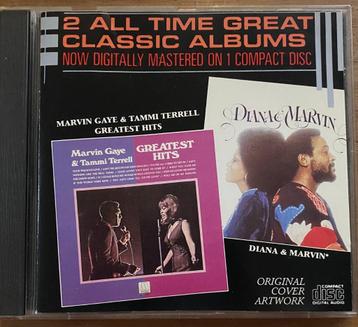 2 ALL TIME GREAT
CLASSIC ALBUMS
NOW DIGITALLY MASTERED ON 1 COMPACT DISC
MARVIN GAYE & TAMMI TERRELL
GREATEST HITS
Marvin Gaye
& Tammi Terrell
GREATEST
HITS
DIANA & MARVIN
DIANA & MARVIN*
ORIGINAL
COVER
ARTWORK
COMPACT
disc
DIGITAL AUDIO